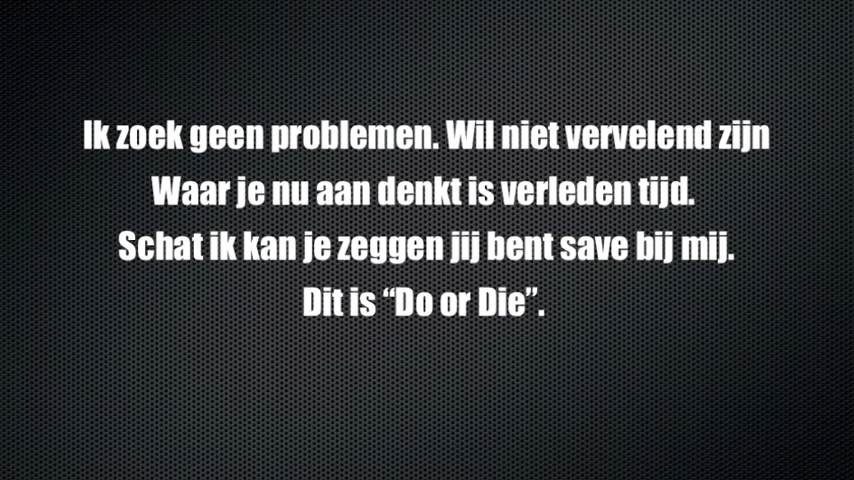 Ik zoek geen problemen. Wil niet vervelend zijn
Waar je nu aan denkt is verleden tijd.
Schat ik kan je zeggen jij bent save bij mij.
Dit is “Do or Die”.